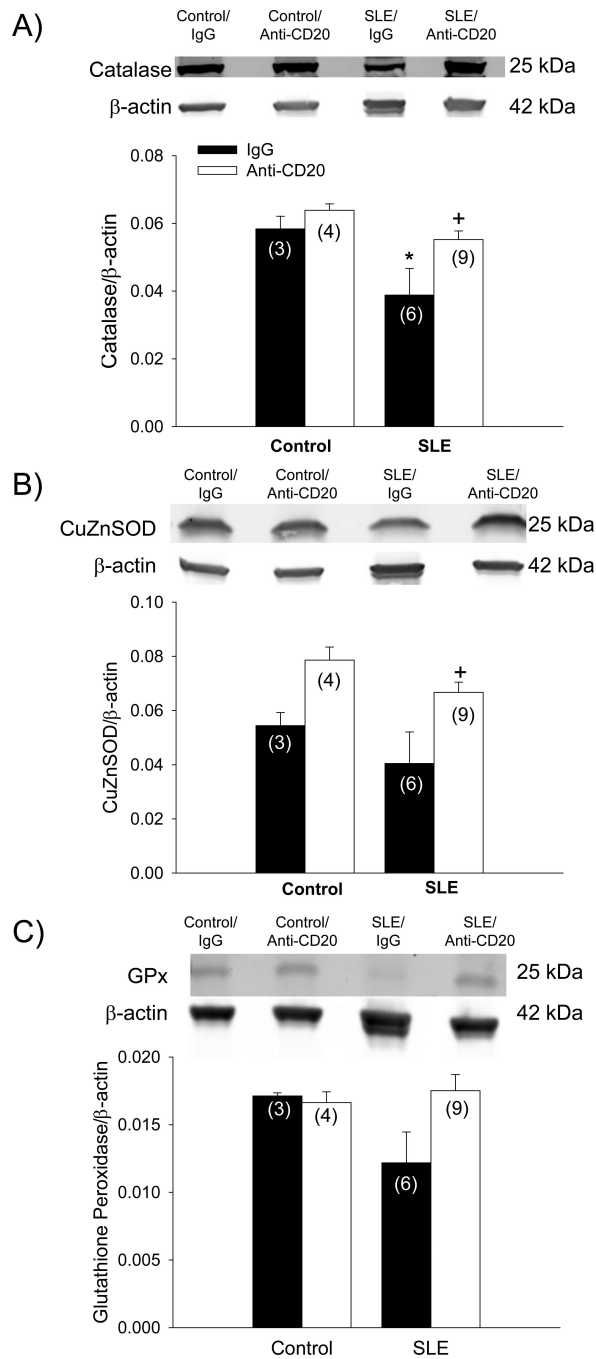 A)
Control/ Control/ SLE/ SLE/
IgG Anti-CD20 IgG Anti-CD20
Catalase 25 kDa
β-actin 42 kDa
0.08
IgG
Anti-CD20
0.06
0.04
0.02
0.00
Catalase/β-actin
(3) (4) * (6) + (9)
Control SLE
B)
Control/ Control/ SLE/ SLE/
IgG Anti-CD20 IgG Anti-CD20
CuZnSOD 25 kDa
β-actin 42 kDa
0.10
0.08
0.06
0.04
0.02
0.00
CuZnSOD/β-actin
(3) (4) (6) + (9)
Control SLE
C)
Control/ Control/ SLE/ SLE/
IgG Anti-CD20 IgG Anti-CD20
GPx 25 kDa
β-actin 42 kDa
0.020
0.015
0.010
0.005
0.000
Glutathione Peroxidase/β-actin
(3) (4) (6) (9)
Control SLE